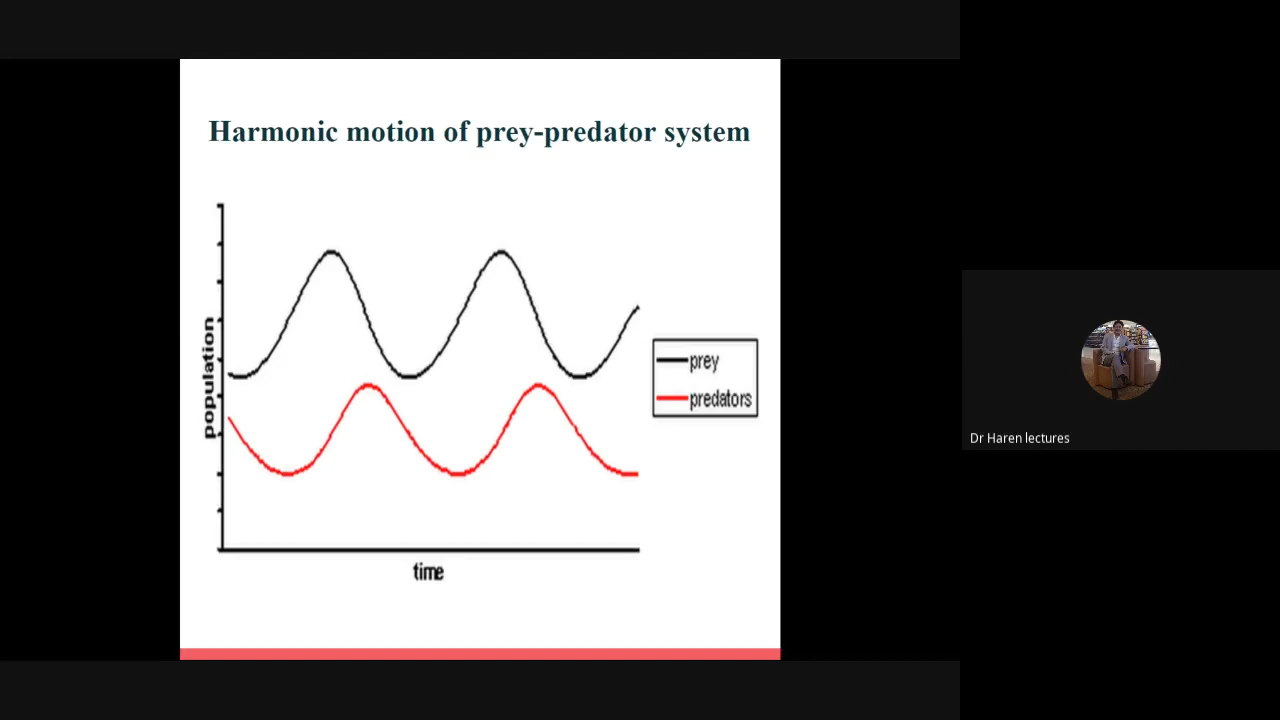 Harmonic motion of prey-predator system
population
prey
predators
time
Dr Haren lectures